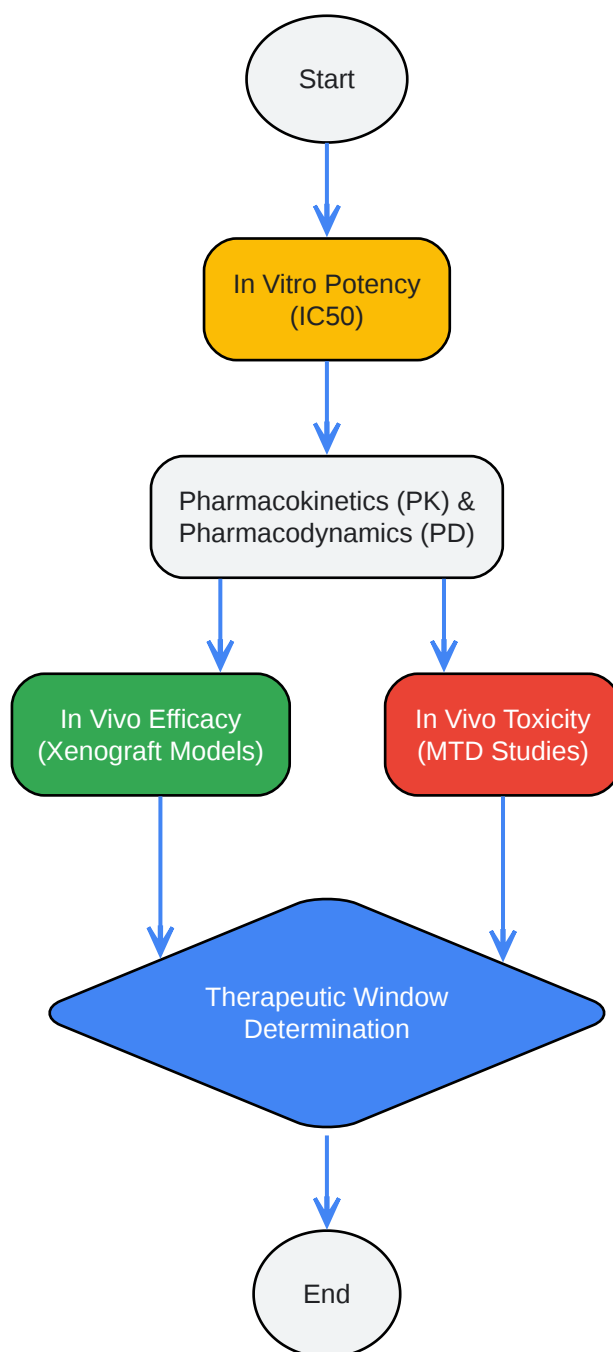 Start
In Vitro Potency
(IC50)
Pharmacokinetics (PK) &
Pharmacodynamics (PD)
In Vivo Efficacy
(Xenograft Models)
In Vivo Toxicity
(MTD Studies)
Therapeutic Window
Determination
End